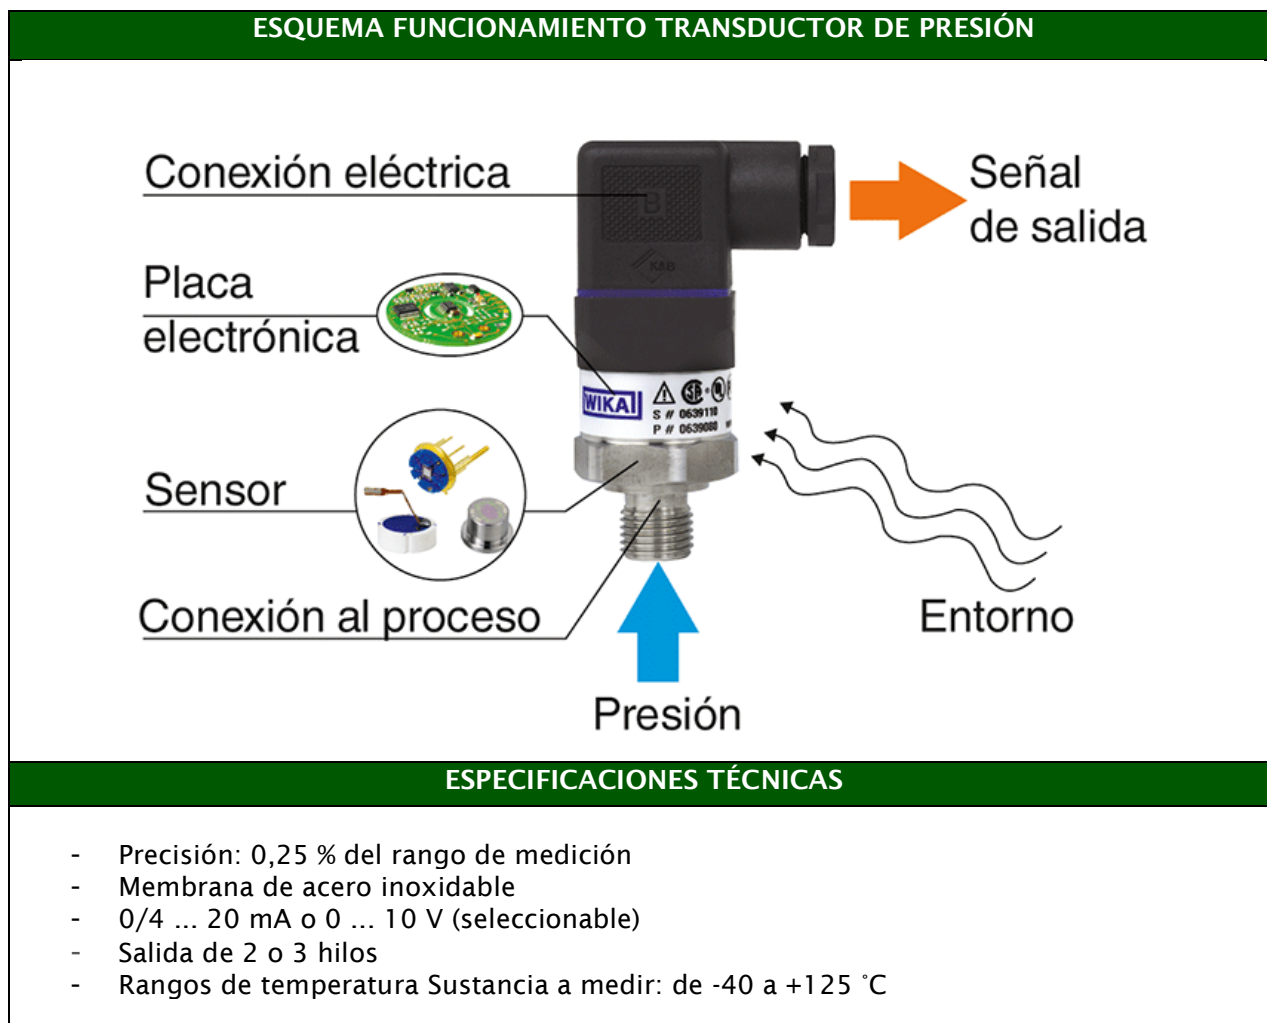 ESQUEMA FUNCIONAMIENTO TRANSDUCTOR DE PRESIÓN
Conexión eléctrica
Señal
de salida
B
K&B
Placa
electrónica
WIKA
S # 0639110
P # 0639080
Sensor
Conexión al proceso
Entorno
Presión
ESPECIFICACIONES TÉCNICAS
- Precisión: 0,25 % del rango de medición
- Membrana de acero inoxidable
- 0/4 ... 20 mA o 0 ... 10 V (seleccionable)
- Salida de 2 o 3 hilos
- Rangos de temperatura Sustancia a medir: de -40 a +125 °C